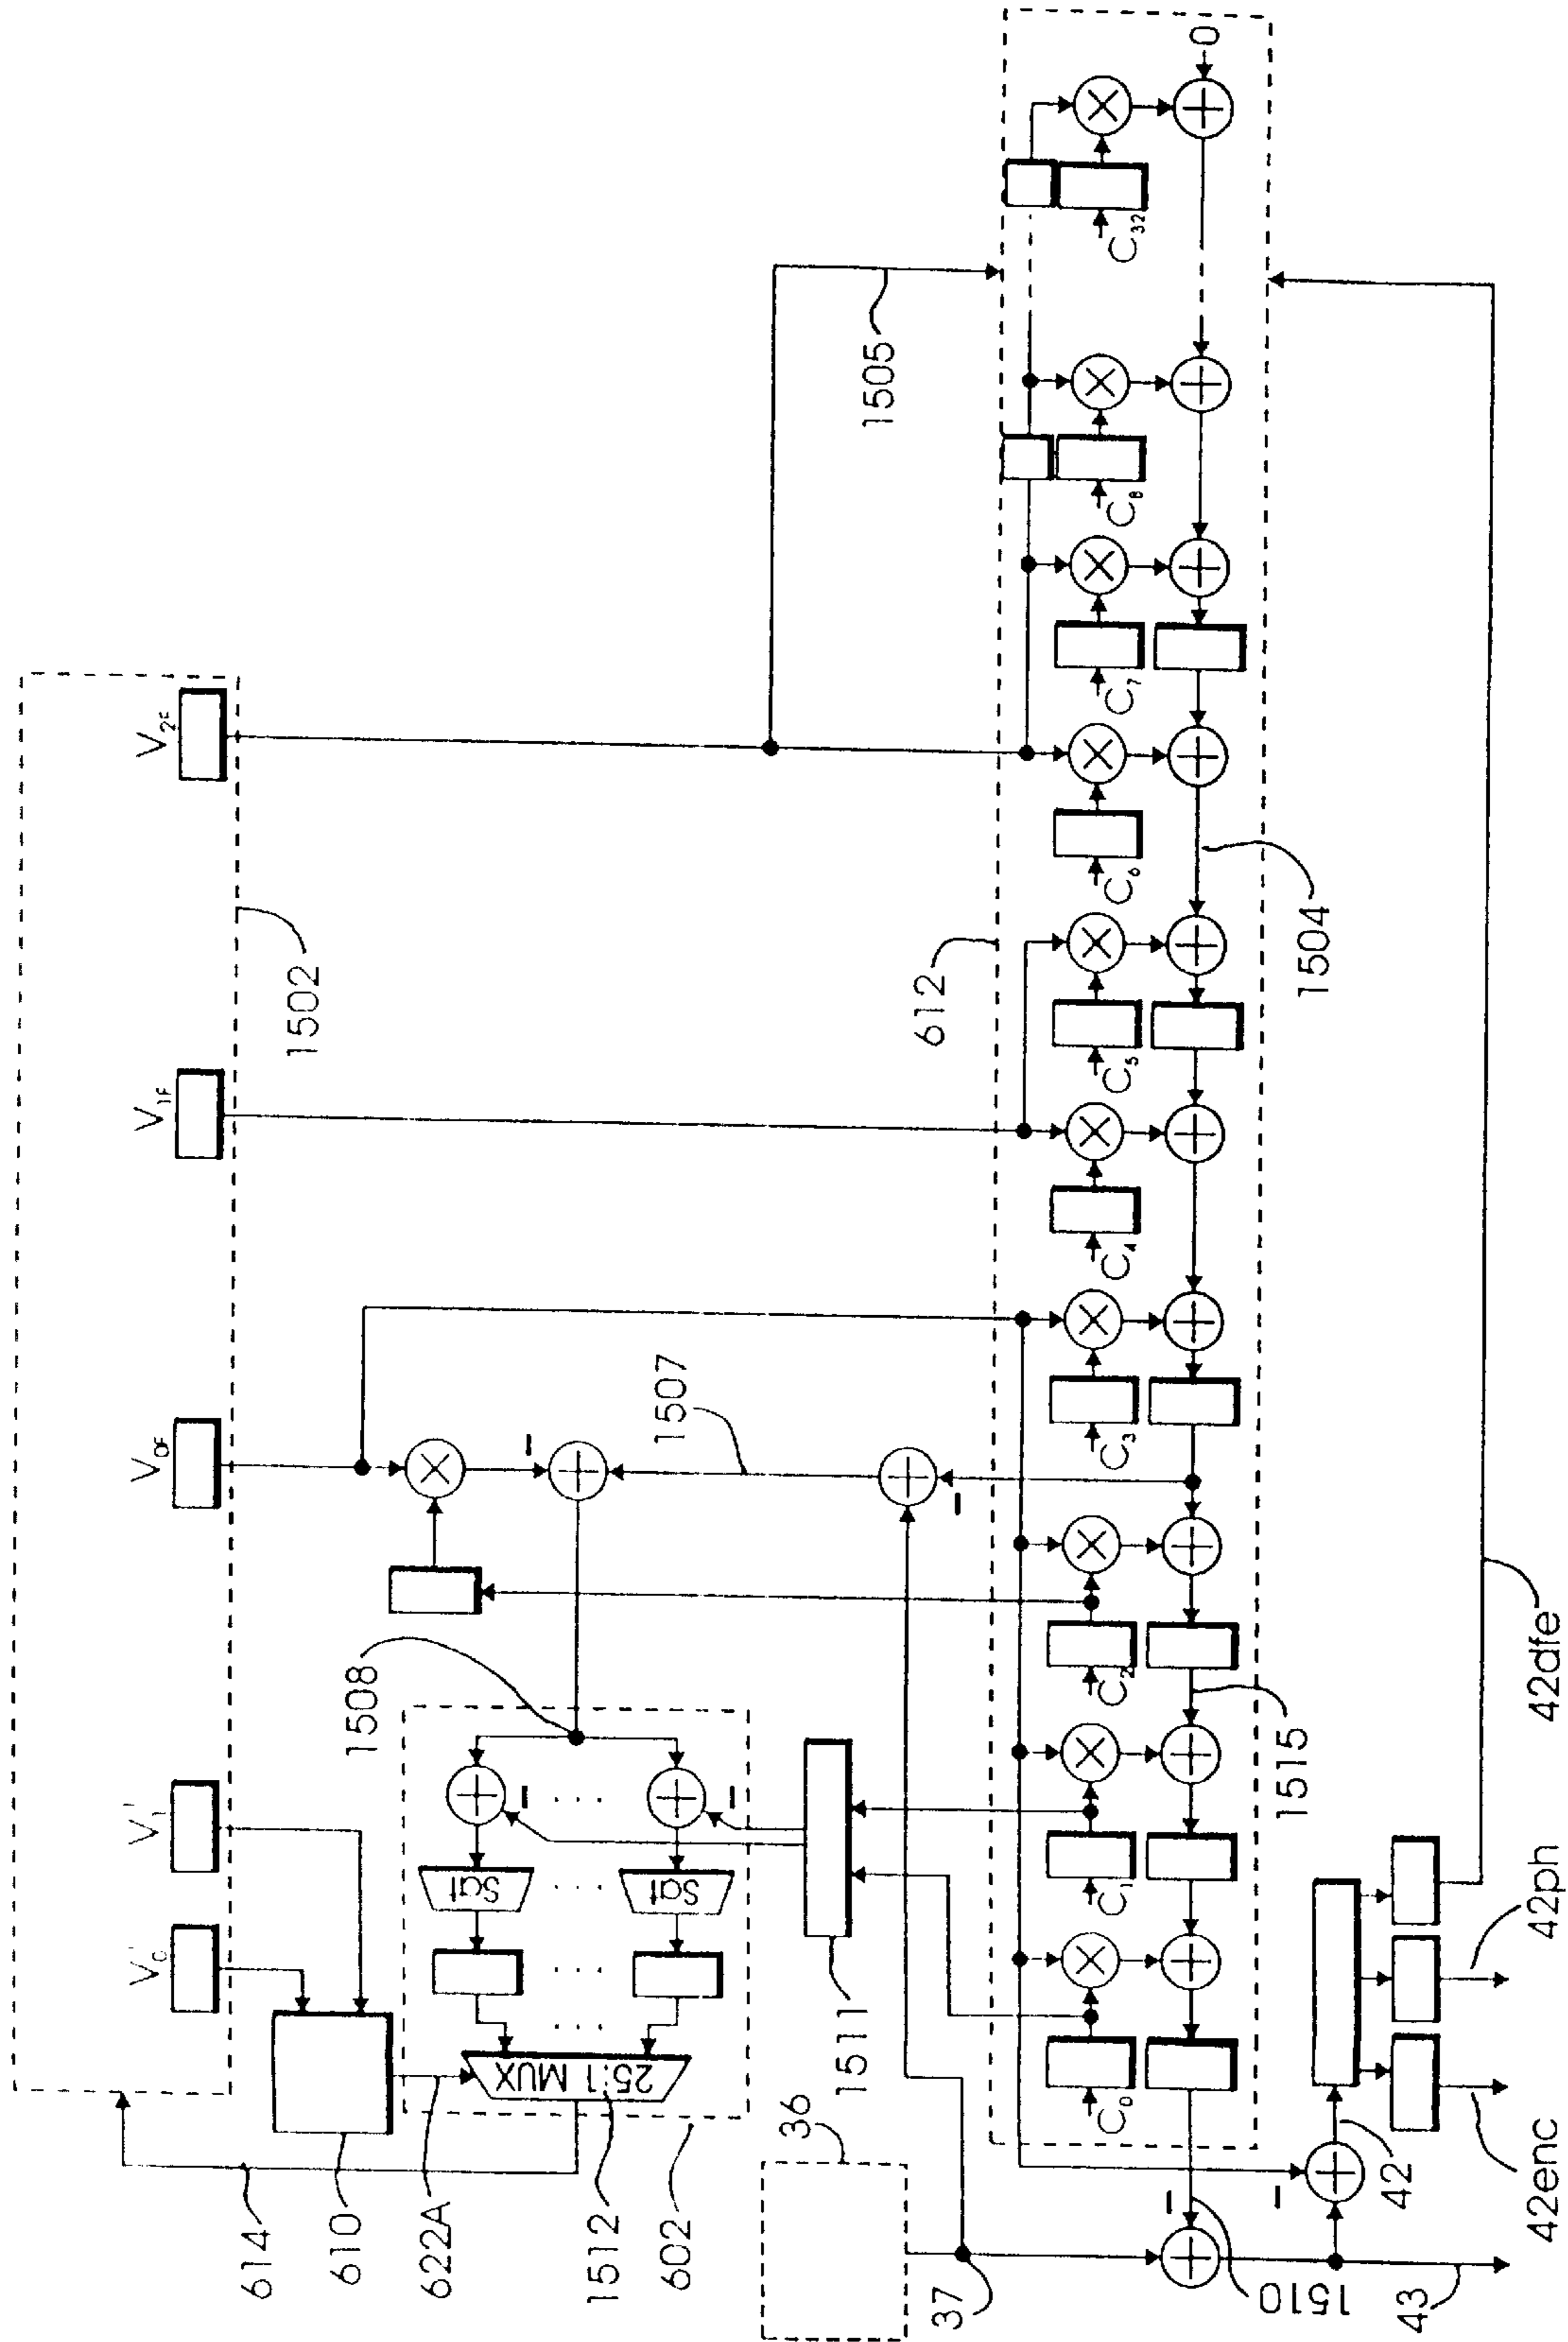 V0'
V1'
V0F
V1F
V2F
1502
614
610
622A
1512
602
25:1 MUX
Sat
. . .
Sat
1508
1507
1511
1505
36
37
612
C0
C1
C2
C3
C4
C5
C6
C7
C8
C32
0
1504
1515
1510
43
42
42enc
42ph
42dfe